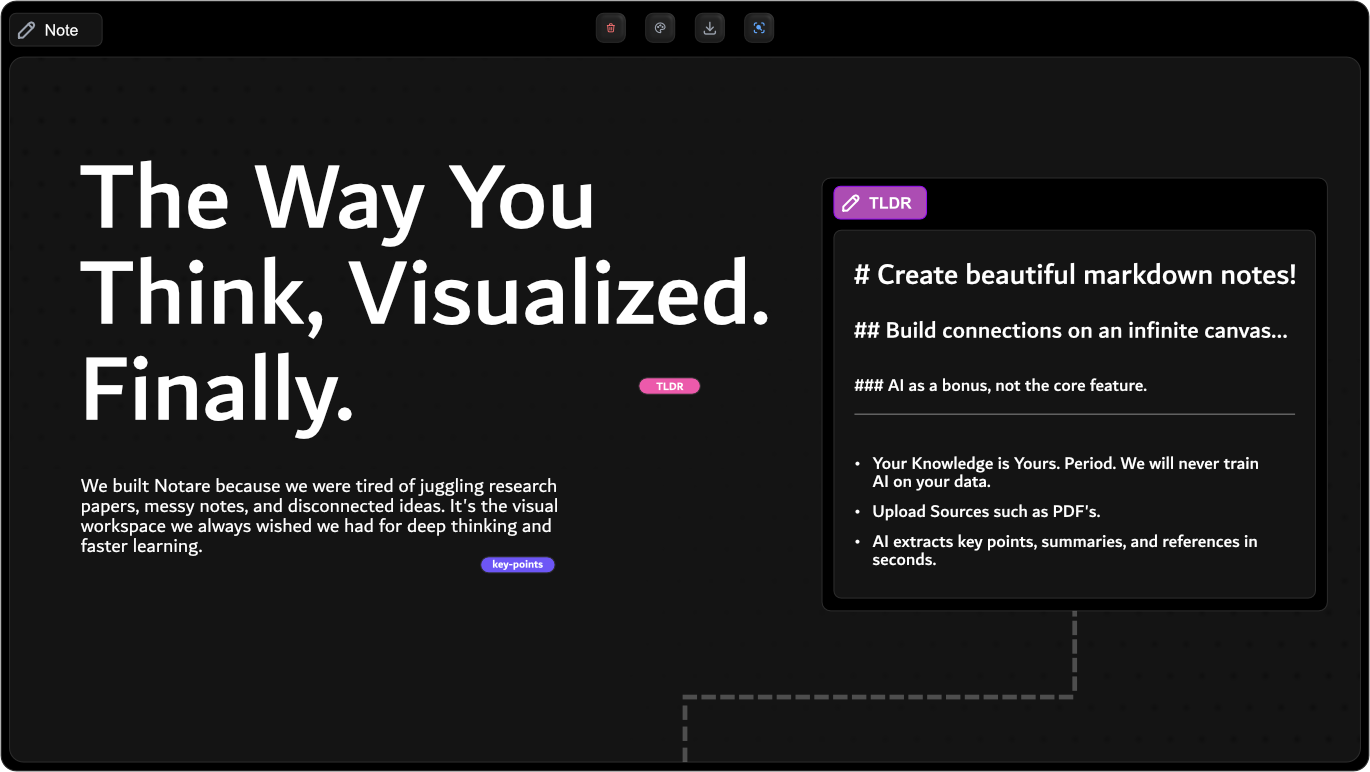 Note
The Way You
Think, Visualized.
Finally.
TLDR
We built Notare because we were tired of juggling research
papers, messy notes, and disconnected ideas. It's the visual
workspace we always wished we had for deep thinking and
faster learning.
key-points
TLDR
# Create beautiful markdown notes!
## Build connections on an infinite canvas...
### AI as a bonus, not the core feature.
• Your Knowledge is Yours. Period. We will never train
AI on your data.
• Upload Sources such as PDF's.
• AI extracts key points, summaries, and references in
seconds.